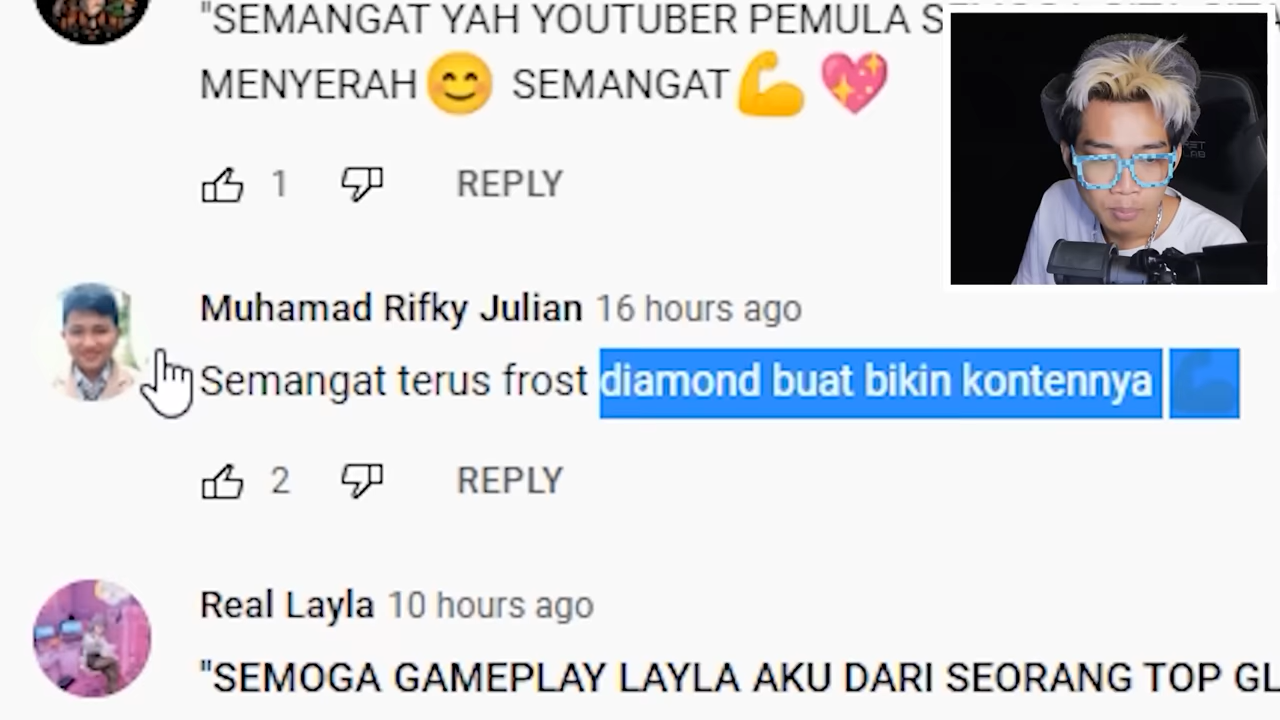 "SEMANGAT YAH YOUTUBER PEMULA
MENYERAH😊 SEMANGAT💪💖
1 REPLY
Muhamad Rifky Julian 16 hours ago
Semangat terus frost diamond buat bikin kontennya 💪
2 REPLY
Real Layla 10 hours ago
"SEMOGA GAMEPLAY LAYLA AKU DARI SEORANG TOP GL